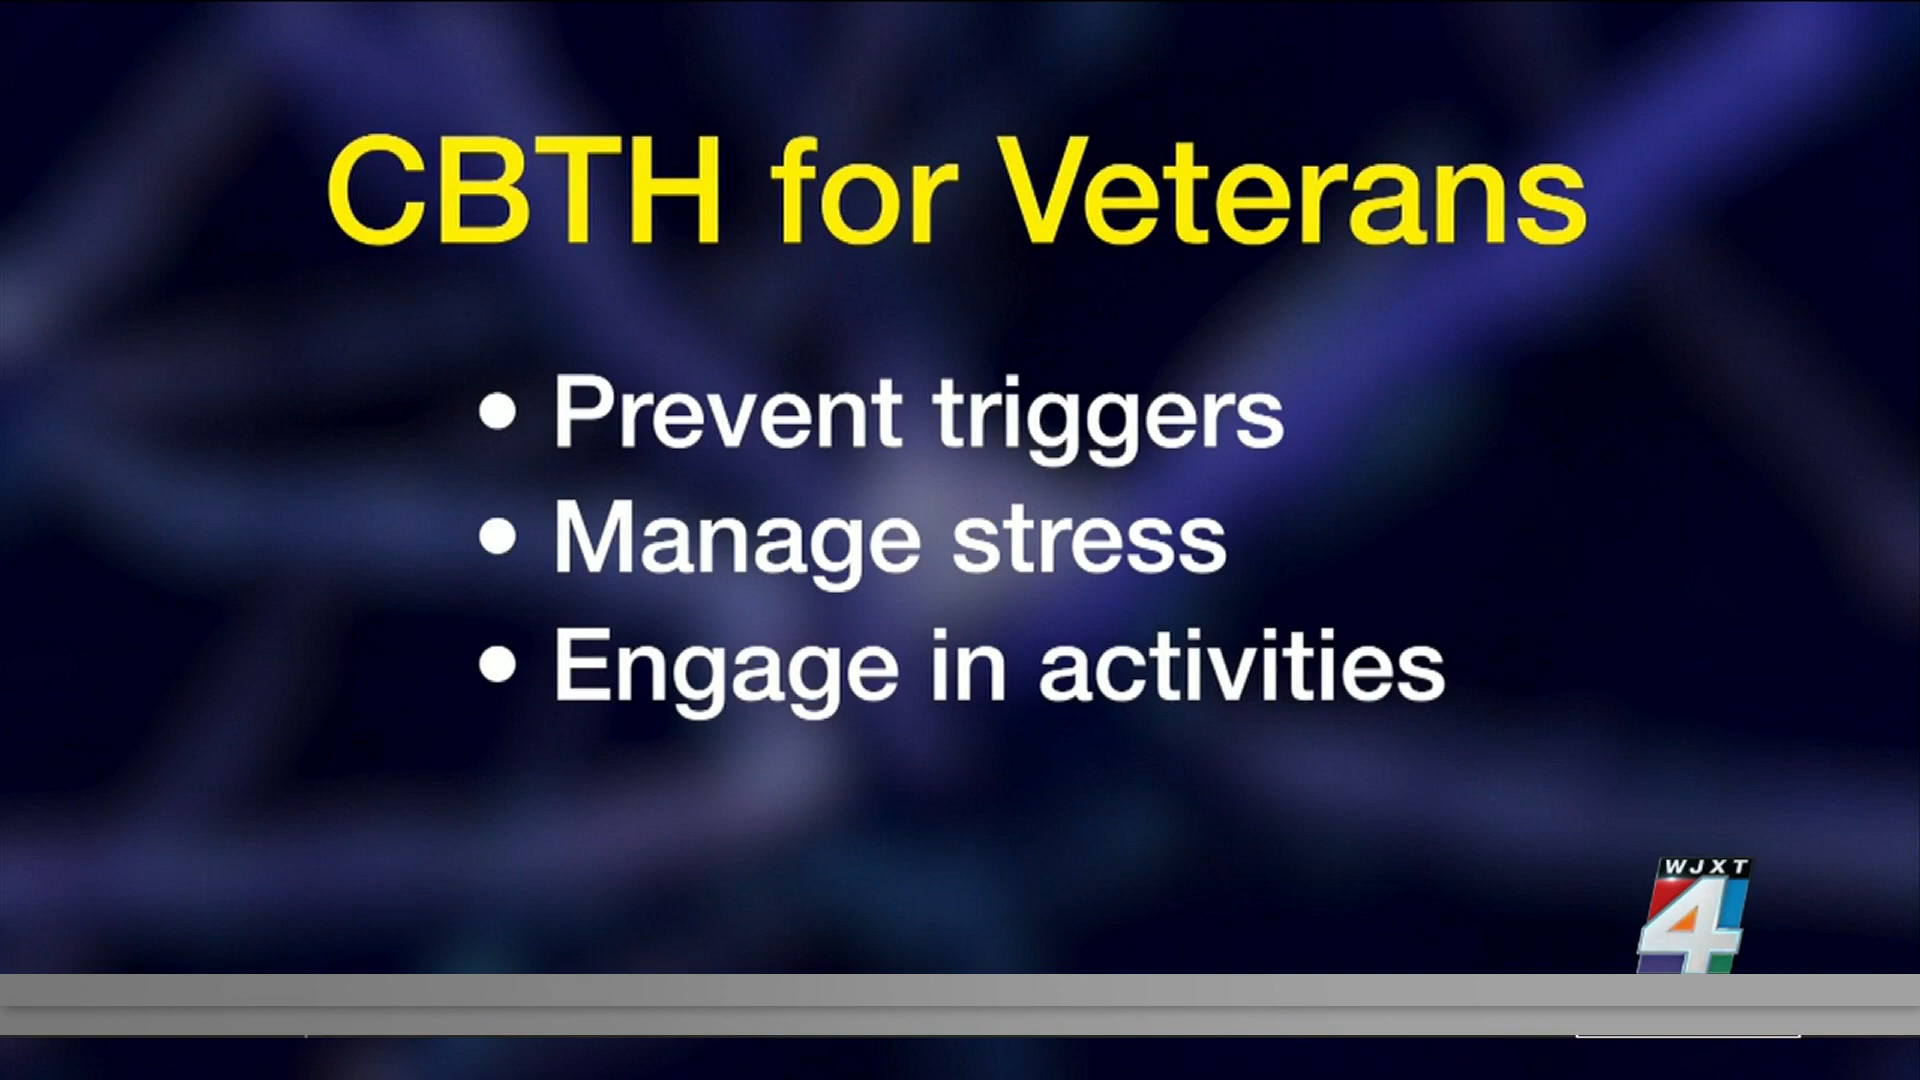 CBTH for Veterans
• Prevent triggers
• Manage stress
• Engage in activities
WJXT
4